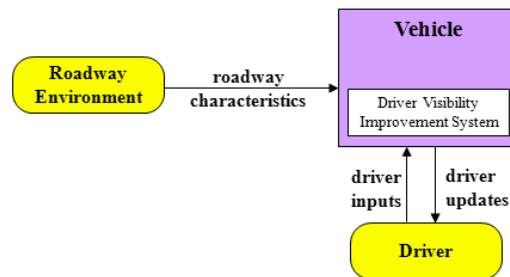 Vehicle
Roadway
Environment
roadway
characteristics
Driver Visibility
Improvement System
driver
inputs
driver
updates
Driver